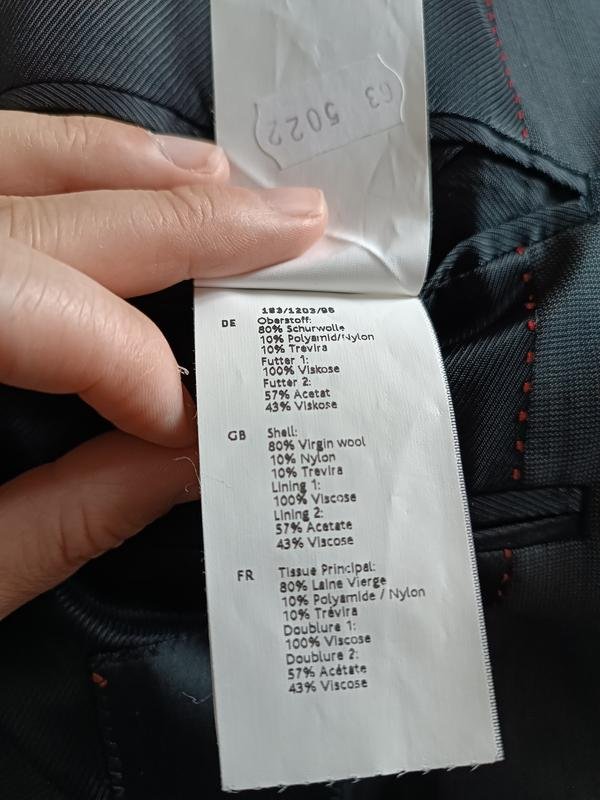 63 5022
183/1203/96
DE Oberstoff:
80% Schurwolle
10% Polyamid/Nylon
10% Trevira
Futter 1:
100% Viskose
Futter 2:
57% Acetat
43% Viskose
GB Shell:
80% Virgin wool
10% Nylon
10% Trevira
Lining 1:
100% Viscose
Lining 2:
57% Acetate
43% Viscose
FR Tissue Principal:
80% Laine Vierge
10% Polyamide / Nylon
10% Trévira
Doublure 1:
100% Viscose
Doublure 2:
57% Acétate
43% Viscose